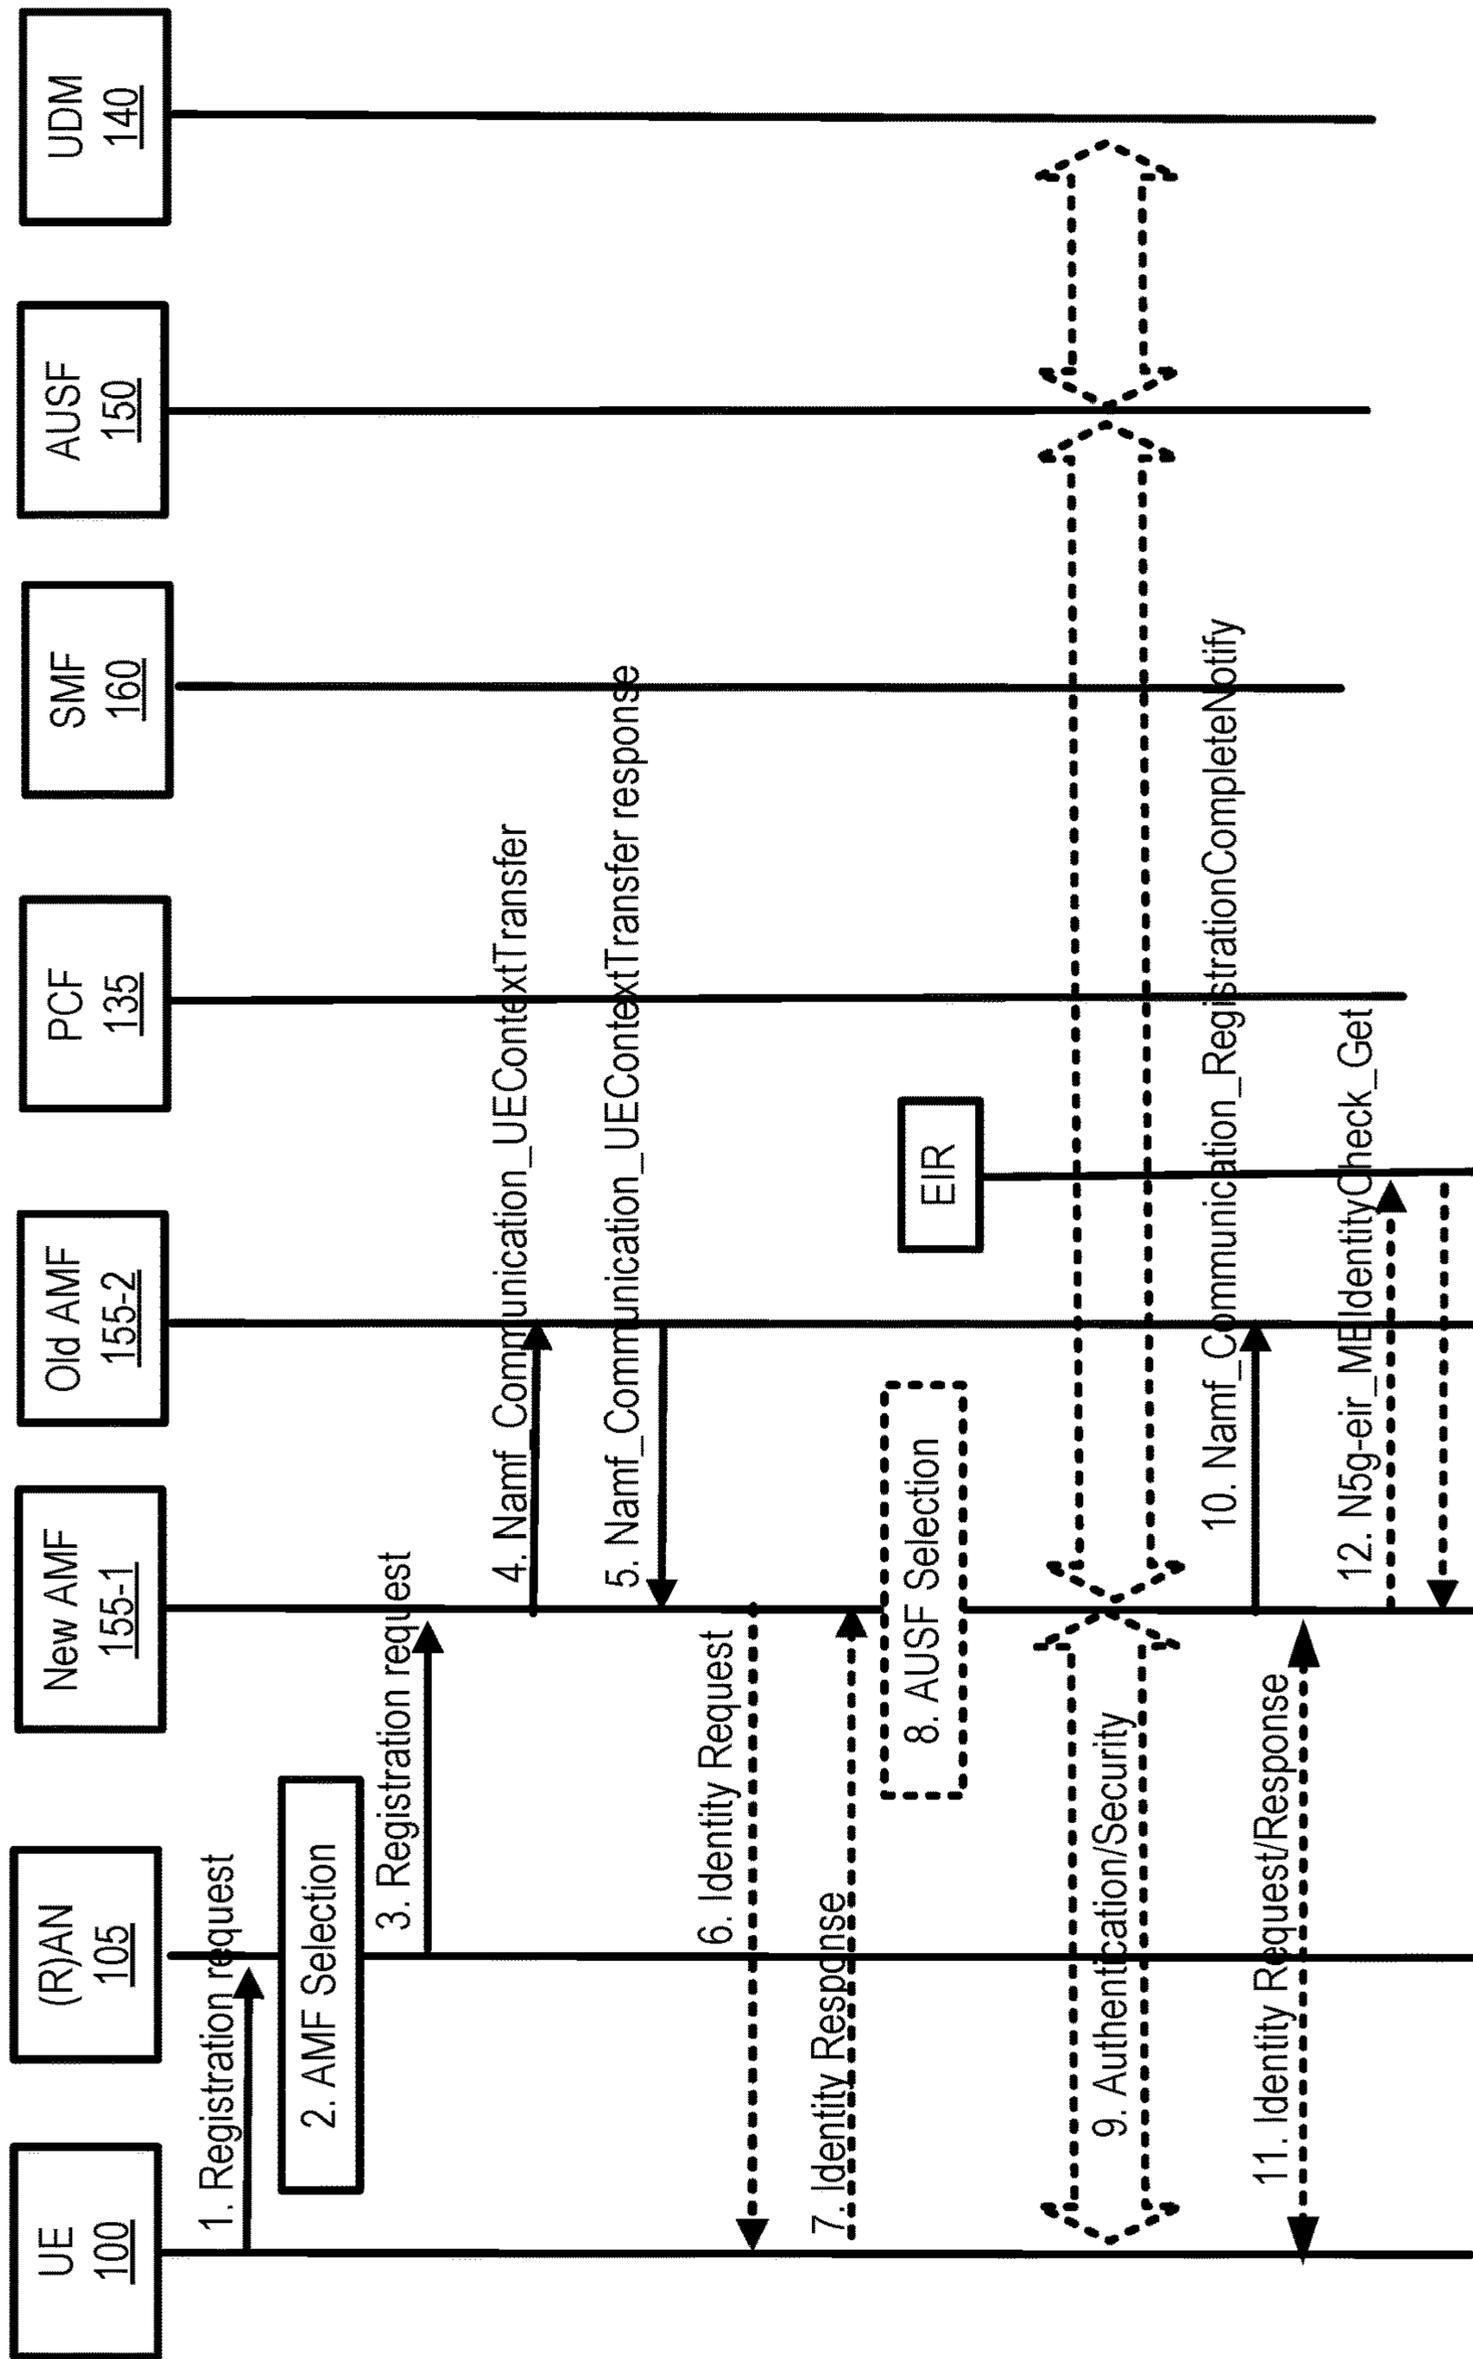 UE
100
(R)AN
105
New AMF
155-1
Old AMF
155-2
PCF
135
SMF
160
AUSF
150
UDM
140
1. Registration request
2. AMF Selection
3. Registration request
4. Namf_Communication_UEContextTransfer
5. Namf_Communication_UEContextTransfer response
6. Identity Request
7. Identity Response
EIR
8. AUSF Selection
9. Authentication/Security
10. Namf_Communication_RegistrationCompleteNotify
11. Identity Request/Response
12. N5g-eir_MEIdentityCheck_Get